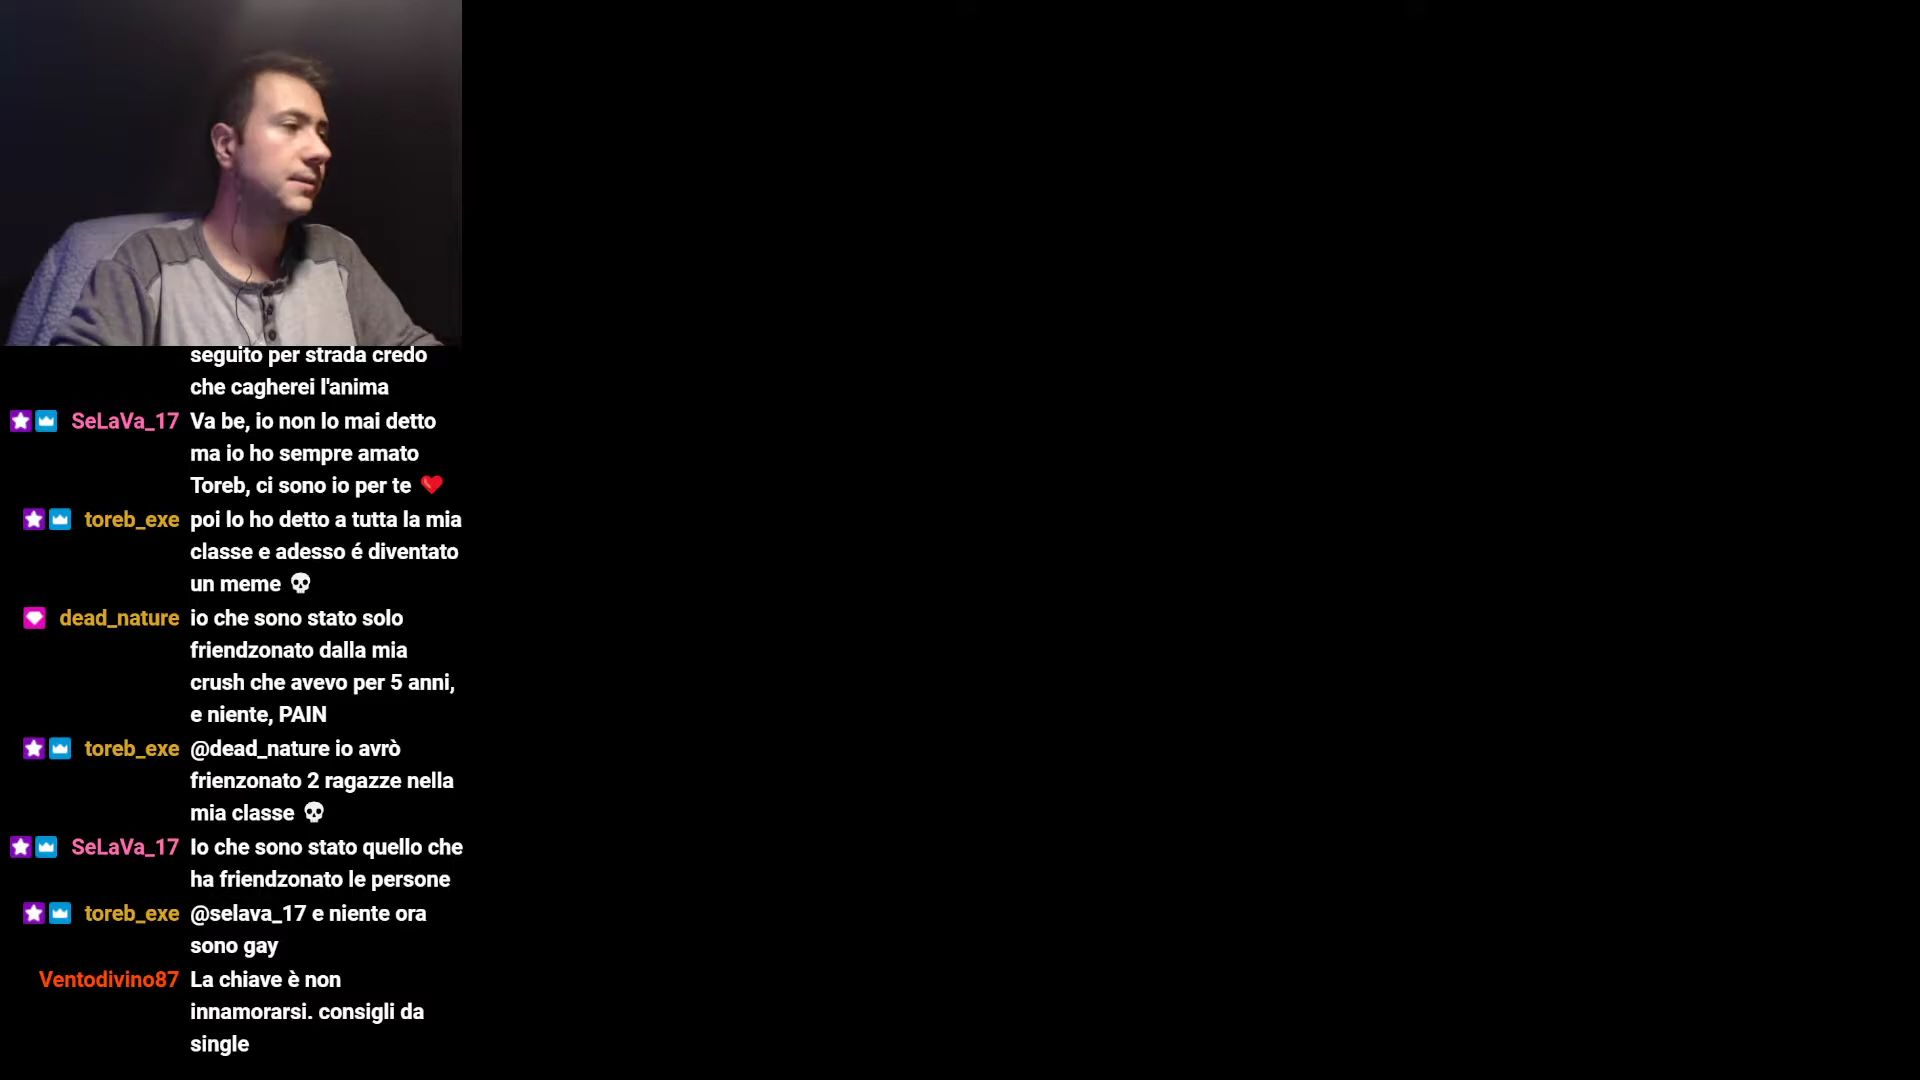 seguito per strada credo
che cagherei l'anima
SeLaVa_17 Va be, io non lo mai detto
ma io ho sempre amato
Toreb, ci sono io per te ❤️
toreb_exe poi lo ho detto a tutta la mia
classe e adesso é diventato
un meme 💀
dead_nature io che sono stato solo
friendzonato dalla mia
crush che avevo per 5 anni,
e niente, PAIN
toreb_exe @dead_nature io avrò
frienzonato 2 ragazze nella
mia classe 💀
SeLaVa_17 Io che sono stato quello che
ha friendzonato le persone
toreb_exe @selava_17 e niente ora
sono gay
Ventodivino87 La chiave è non
innamorarsi. consigli da
single